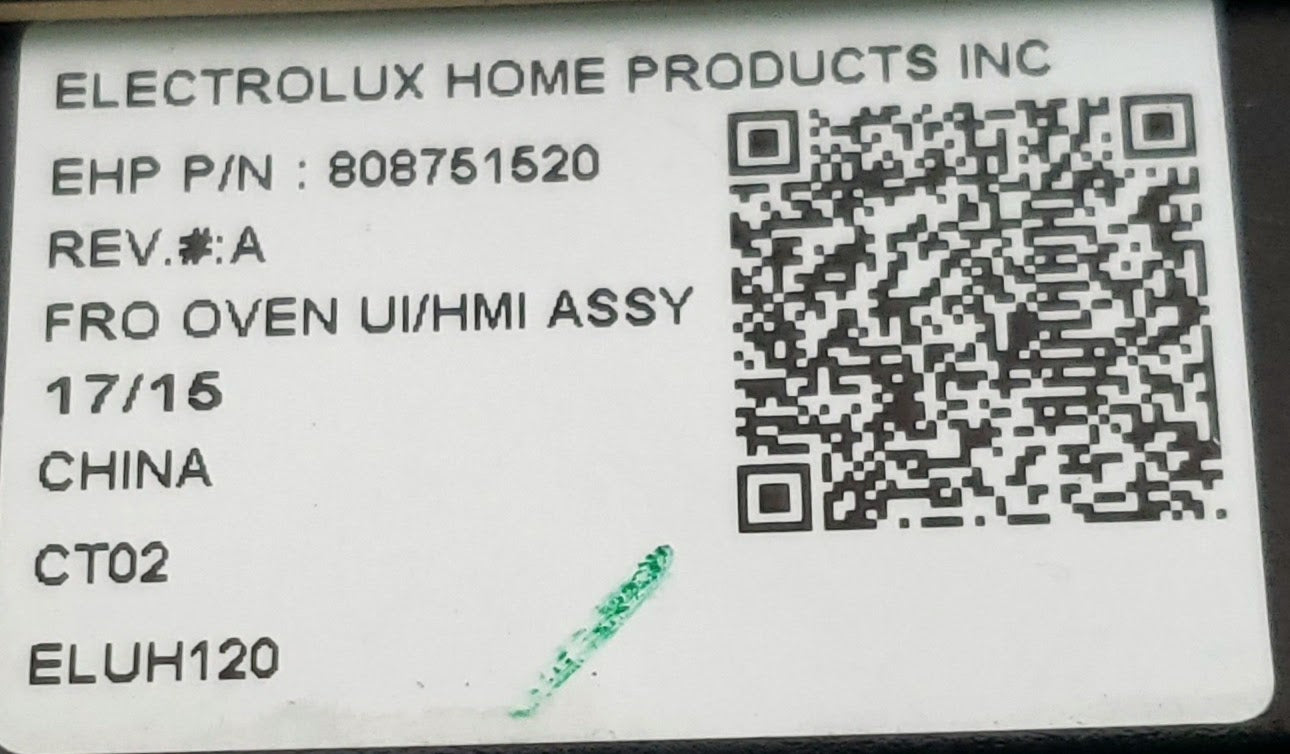 ELECTROLUX HOME PRODUCTS INC
EHP P/N : 808751520
REV.#:A
FRO OVEN UI/HMI ASSY
17/15
CHINA
CT02
ELUH120